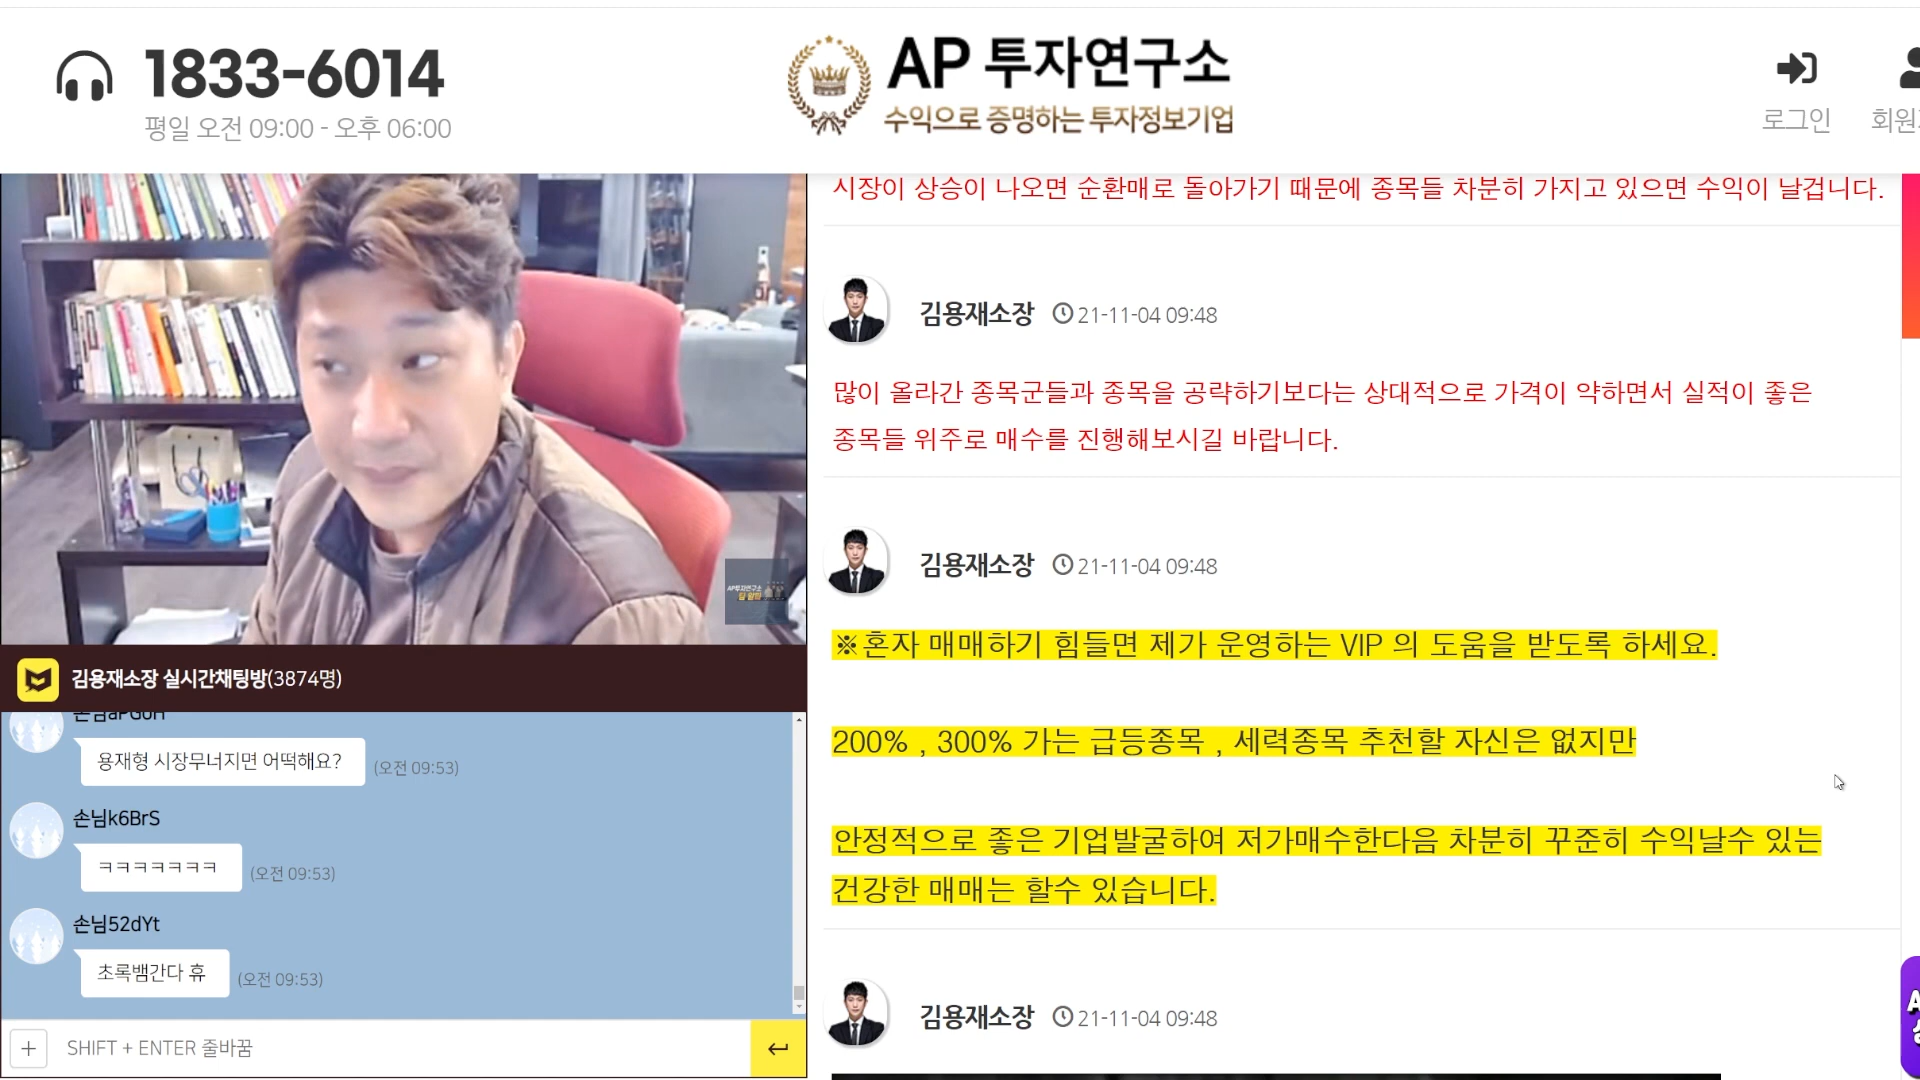 1833-6014
평일 오전 09:00 - 오후 06:00
AP 투자연구소
수익으로 증명하는 투자정보기업
로그인
회원
시장이 상승이 나오면 순환매로 돌아가기 때문에 종목들 차분히 가지고 있으면 수익이 날겁니다.
김용재소장 21-11-04 09:48
많이 올라간 종목군들과 종목을 공략하기보다는 상대적으로 가격이 약하면서 실적이 좋은
종목들 위주로 매수를 진행해보시길 바랍니다.
김용재소장 21-11-04 09:48
※혼자 매매하기 힘들면 제가 운영하는 VIP 의 도움을 받도록 하세요.
200% , 300% 가는 급등종목 , 세력종목 추천할 자신은 없지만
안정적으로 좋은 기업발굴하여 저가매수한다음 차분히 꾸준히 수익날수 있는
건강한 매매는 할수 있습니다.
김용재소장 21-11-04 09:48
AP투자연구소
김용재소장 실시간채팅방(3874명)
용재형 시장무너지면 어떡해요? (오전 09:53)
손님k6BrS
ㅋㅋㅋㅋㅋㅋㅋ (오전 09:53)
손님52dYt
초록뱀간다 휴 (오전 09:53)
+ SHIFT + ENTER 줄바꿈